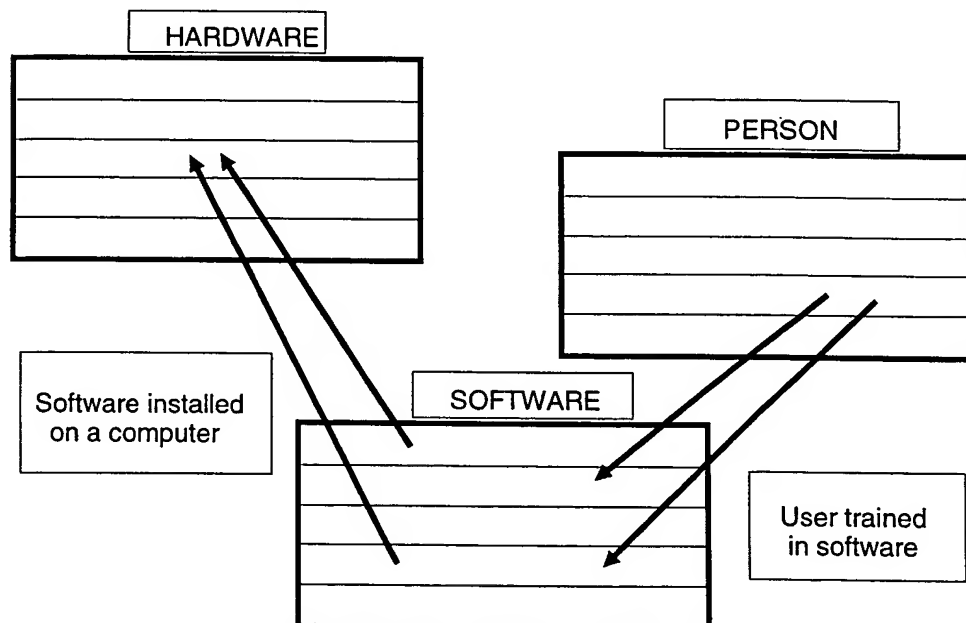 HARDWARE
PERSON
Software installed
on a computer
SOFTWARE
User trained
in software